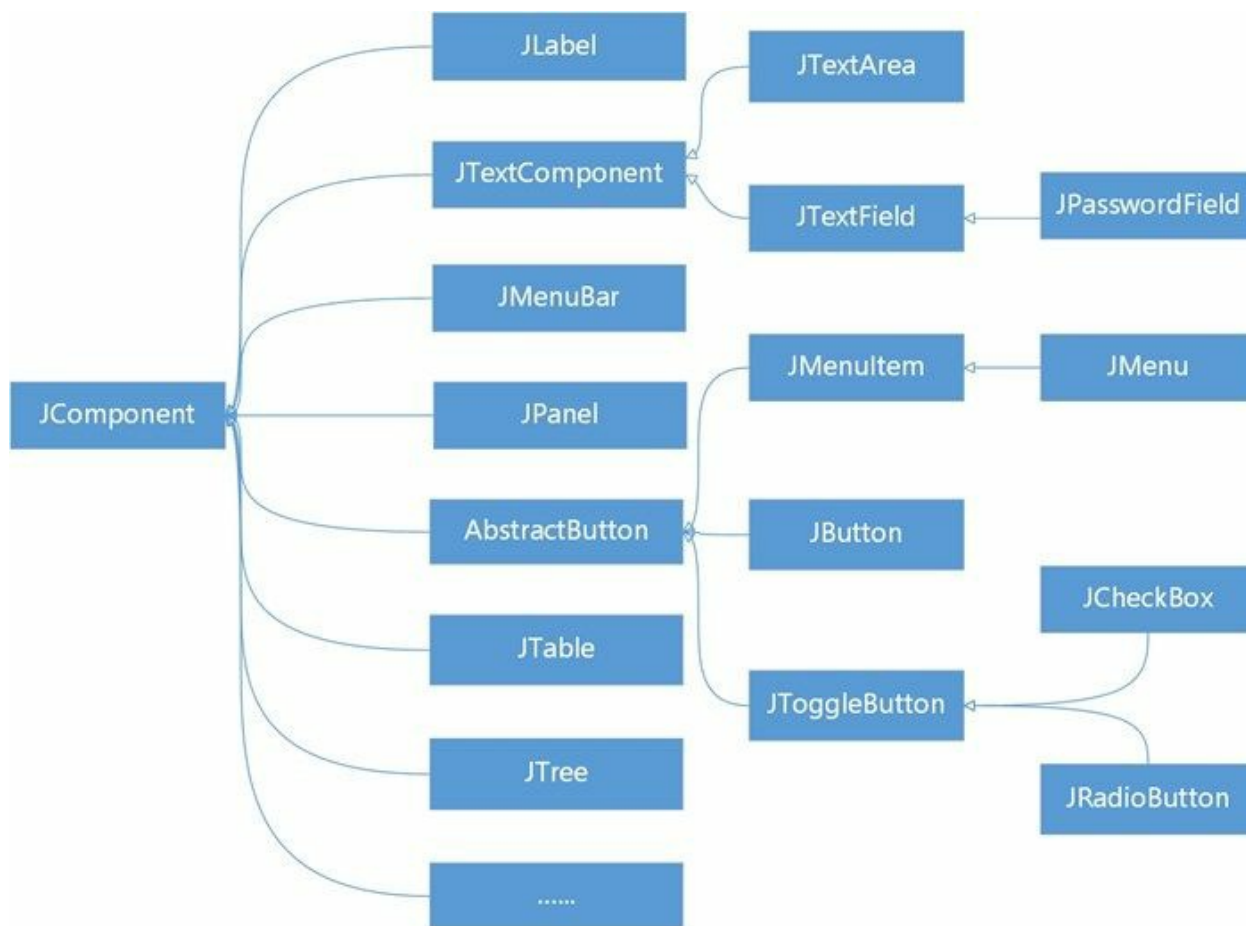 JLabel
JTextArea
JTextComponent
JTextField
JPasswordField
JMenuBar
JMenuItem
JMenu
JComponent
JPanel
AbstractButton
JButton
JCheckBox
JTable
JToggleButton
JTree
JRadioButton
......